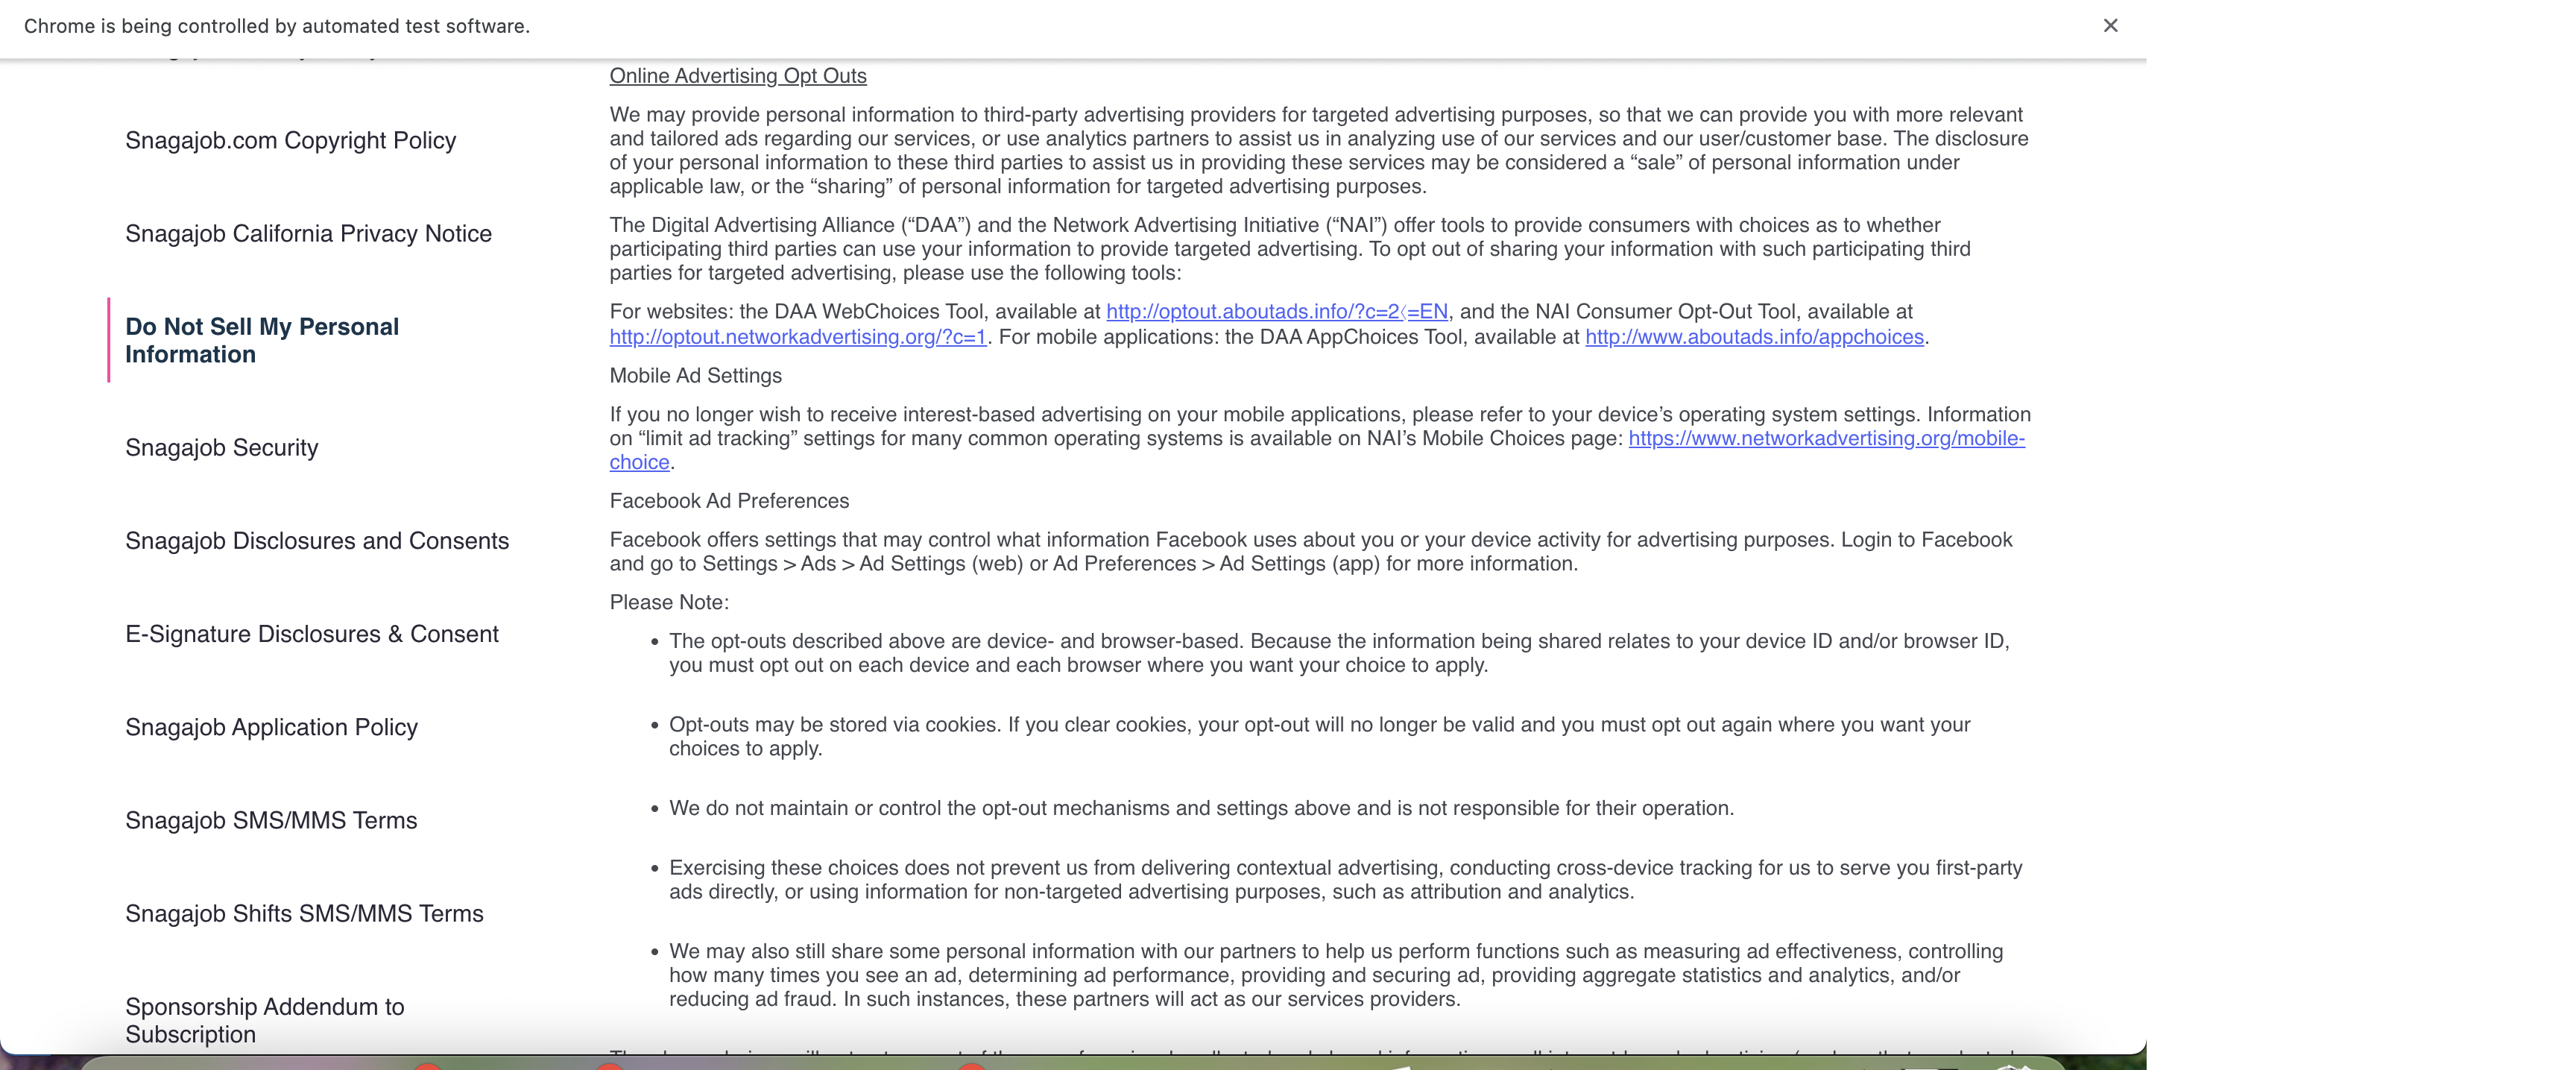 Chrome is being controlled by automated test software.
Snagajob.com Copyright Policy
Snagajob California Privacy Notice
Do Not Sell My Personal
Information
Snagajob Security
Snagajob Disclosures and Consents
E-Signature Disclosures & Consent
Snagajob Application Policy
Snagajob SMS/MMS Terms
Snagajob Shifts SMS/MMS Terms
Sponsorship Addendum to
Subscription
Online Advertising Opt Outs
We may provide personal information to third-party advertising providers for targeted advertising purposes, so that we can provide you with more relevant
and tailored ads regarding our services, or use analytics partners to assist us in analyzing use of our services and our user/customer base. The disclosure
of your personal information to these third parties to assist us in providing these services may be considered a “sale” of personal information under
applicable law, or the “sharing” of personal information for targeted advertising purposes.
The Digital Advertising Alliance (“DAA”) and the Network Advertising Initiative (“NAI”) offer tools to provide consumers with choices as to whether
participating third parties can use your information to provide targeted advertising. To opt out of sharing your information with such participating third
parties for targeted advertising, please use the following tools:
For websites: the DAA WebChoices Tool, available at http://optout.aboutads.info/?c=2〈=EN, and the NAI Consumer Opt-Out Tool, available at
http://optout.networkadvertising.org/?c=1. For mobile applications: the DAA AppChoices Tool, available at http://www.aboutads.info/appchoices.
Mobile Ad Settings
If you no longer wish to receive interest-based advertising on your mobile applications, please refer to your device’s operating system settings. Information
on “limit ad tracking” settings for many common operating systems is available on NAI’s Mobile Choices page: https://www.networkadvertising.org/mobile-
choice.
Facebook Ad Preferences
Facebook offers settings that may control what information Facebook uses about you or your device activity for advertising purposes. Login to Facebook
and go to Settings > Ads > Ad Settings (web) or Ad Preferences > Ad Settings (app) for more information.
Please Note:
• The opt-outs described above are device- and browser-based. Because the information being shared relates to your device ID and/or browser ID,
you must opt out on each device and each browser where you want your choice to apply.
• Opt-outs may be stored via cookies. If you clear cookies, your opt-out will no longer be valid and you must opt out again where you want your
choices to apply.
• We do not maintain or control the opt-out mechanisms and settings above and is not responsible for their operation.
• Exercising these choices does not prevent us from delivering contextual advertising, conducting cross-device tracking for us to serve you first-party
ads directly, or using information for non-targeted advertising purposes, such as attribution and analytics.
• We may also still share some personal information with our partners to help us perform functions such as measuring ad effectiveness, controlling
how many times you see an ad, determining ad performance, providing and securing ad, providing aggregate statistics and analytics, and/or
reducing ad fraud. In such instances, these partners will act as our services providers.